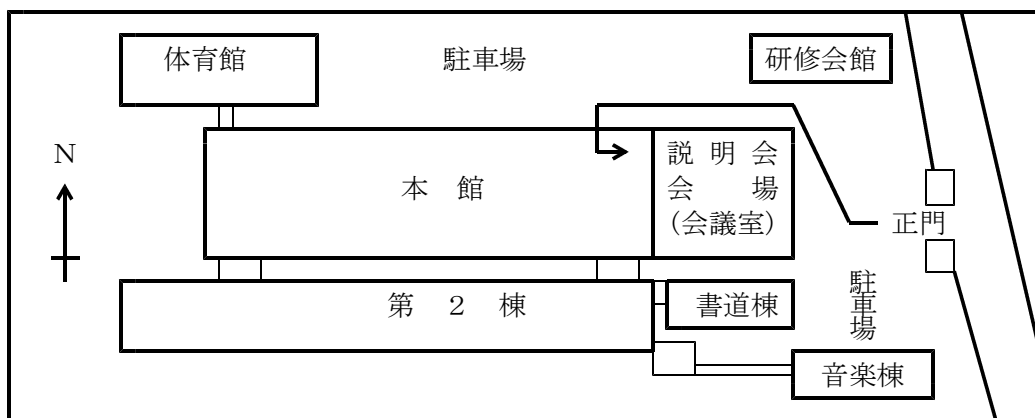 体育館
駐車場
研修会館
N
本 館
説 明 会
会 場
(会議室)
正門
第 2 棟
書道棟
駐車場
音楽棟